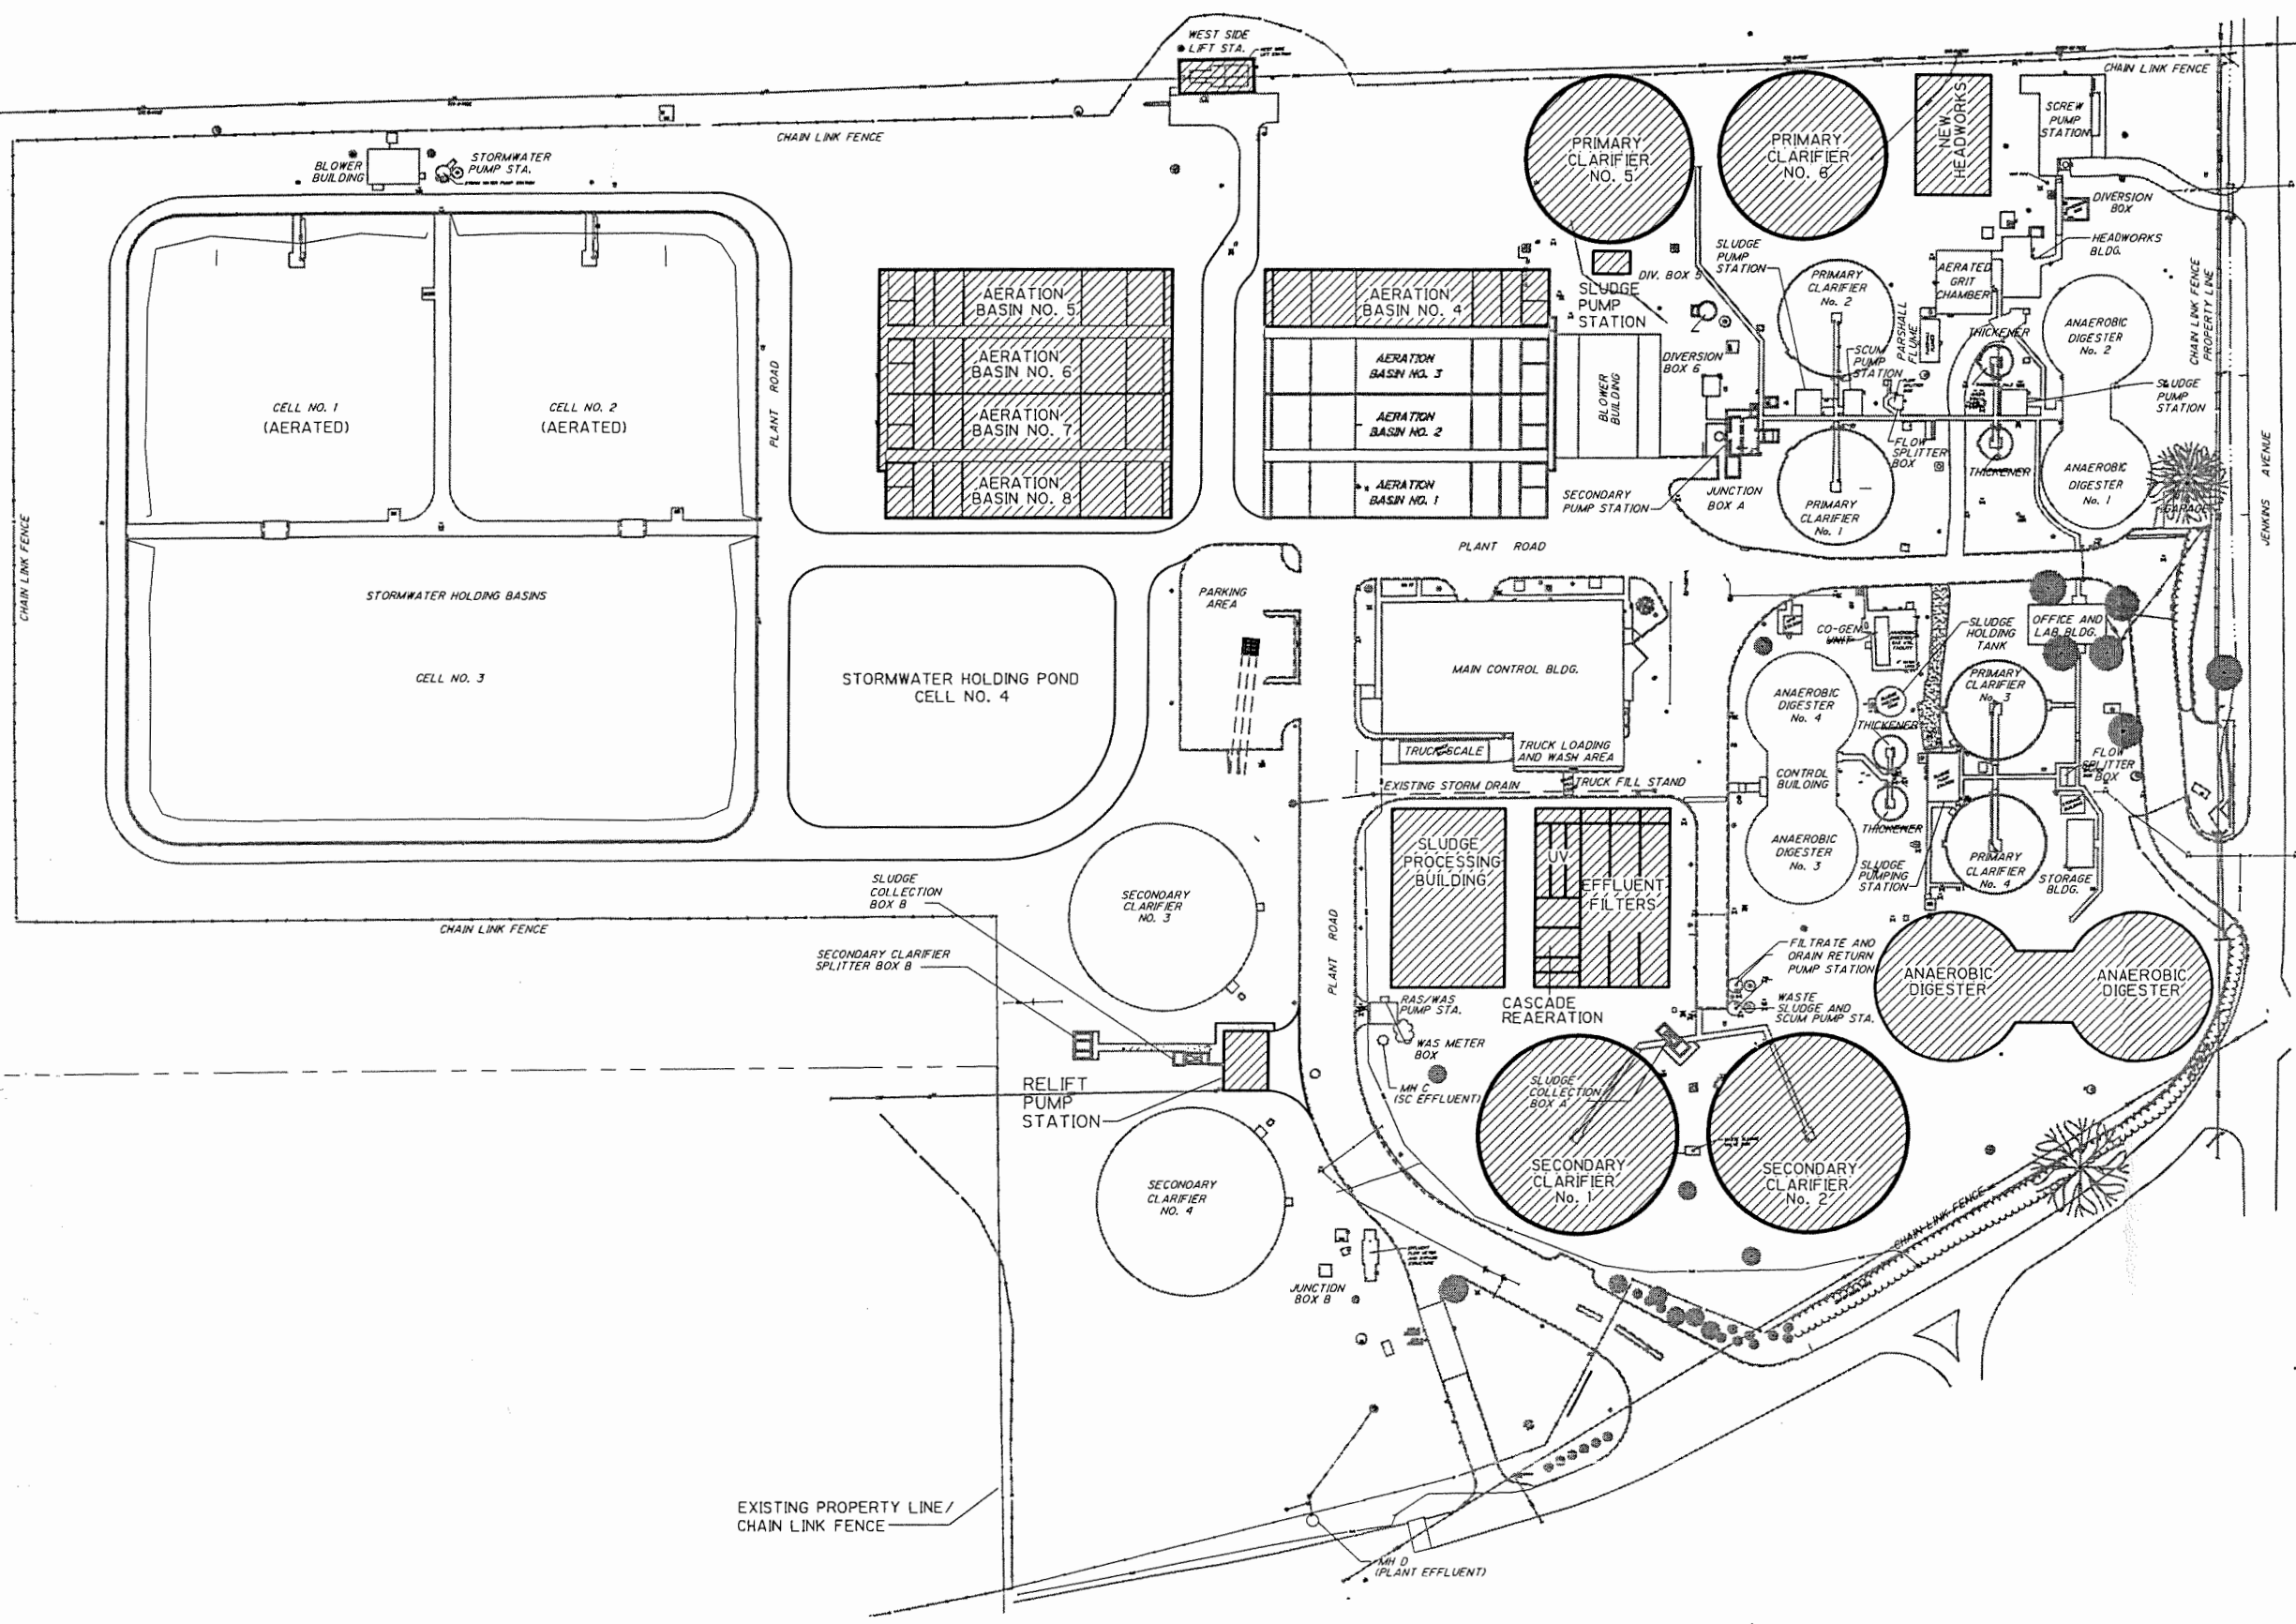 WEST SIDE
LIFT STA.
CHAIN LINK FENCE
CHAIN LINK FENCE
BLOWER
BUILDING
STORMWATER
PUMP STA.
PRIMARY
CLARIFIER
NO. 5
PRIMARY
CLARIFIER
NO. 6
NEW
HEADWORKS
SCREW
PUMP
STATION
DIVERSION
BOX
HEADWORKS
BLDG.
CHAIN LINK FENCE
PROPERTY LINE
AERATION
BASIN NO. 5
AERATION
BASIN NO. 6
AERATION
BASIN NO. 7
AERATION
BASIN NO. 8
AERATION
BASIN NO. 4
AERATION
BASIN NO. 3
AERATION
BASIN NO. 2
AERATION
BASIN NO. 1
DIV. BOX 5
SLUDGE
PUMP
STATION
SLUDGE
PUMP
STATION
PRIMARY
CLARIFIER
No. 2
AERATED
GRIT
CHAMBER
PARSHALL
FLUME
THICKENER
ANAEROBIC
DIGESTER
No. 2
BLOWER
BUILDING
DIVERSION
BOX 6
SCUM
PUMP
STATION
SLUDGE
PUMP
STATION
CELL NO. 1
(AERATED)
CELL NO. 2
(AERATED)
PLANT ROAD
FLOW
SPLITTER
BOX
THICKENER
ANAEROBIC
DIGESTER
No. 1
GARAGE
JENKINS AVENUE
SECONDARY
PUMP STATION
JUNCTION
BOX A
PRIMARY
CLARIFIER
No. 1
PLANT ROAD
CHAIN LINK FENCE
STORMWATER HOLDING BASINS
CELL NO. 3
STORMWATER HOLDING POND
CELL NO. 4
PARKING
AREA
MAIN CONTROL BLDG.
TRUCK SCALE
TRUCK LOADING
AND WASH AREA
EXISTING STORM DRAIN
TRUCK FILL STAND
CO-GEN
UNIT
SLUDGE
HOLDING
TANK
OFFICE AND
LAB BLDG.
ANAEROBIC
DIGESTER
No. 4
THICKENER
PRIMARY
CLARIFIER
No. 3
CONTROL
BUILDING
FLOW
SPLITTER
BOX
THICKENER
ANAEROBIC
DIGESTER
No. 3
SLUDGE
PUMPING
STATION
PRIMARY
CLARIFIER
No. 4
STORAGE
BLDG.
SLUDGE
PROCESSING
BUILDING
UV
EFFLUENT
FILTERS
SLUDGE
COLLECTION
BOX B
SECONDARY
CLARIFIER
NO. 3
CHAIN LINK FENCE
SECONDARY CLARIFIER
SPLITTER BOX B
PLANT ROAD
FILTRATE AND
DRAIN RETURN
PUMP STATION
WASTE
SLUDGE AND
SCUM PUMP STA.
ANAEROBIC
DIGESTER
ANAEROBIC
DIGESTER
RAS/WAS
PUMP STA.
CASCADE
REAERATION
WAS METER
BOX
MH C
(SC EFFLUENT)
SLUDGE
COLLECTION
BOX A
RELIFT
PUMP
STATION
SECONDARY
CLARIFIER
No. 1
SECONDARY
CLARIFIER
No. 2
SECONDARY
CLARIFIER
NO. 4
CHAIN LINK FENCE
JUNCTION
BOX B
EXISTING PROPERTY LINE/
CHAIN LINK FENCE
MH D
(PLANT EFFLUENT)